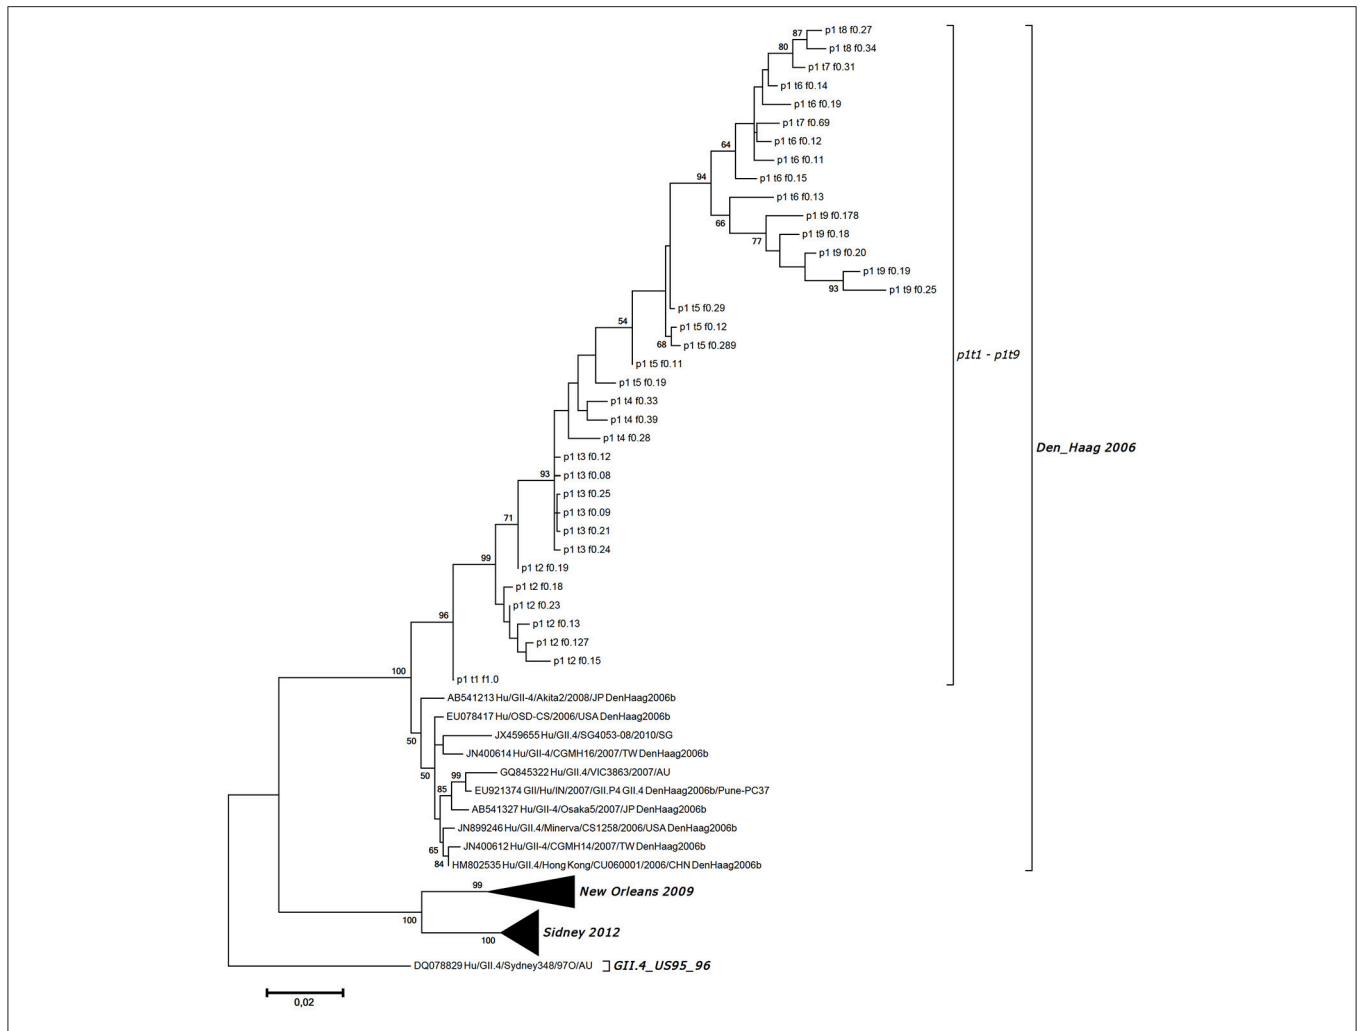 87
p1 t8 f0.27
80
p1 t8 f0.34
p1 t7 f0.31
p1 t6 f0.14
p1 t6 f0.19
p1 t7 f0.69
p1 t6 f0.12
64
p1 t6 f0.11
94
p1 t6 f0.15
p1 t6 f0.13
66
p1 t9 f0.178
77
p1 t9 f0.18
p1 t9 f0.20
p1 t9 f0.19
93
p1 t9 f0.25
p1 t5 f0.29
54
p1 t5 f0.12
68
p1 t5 f0.289
p1t1 - p1t9
p1 t5 f0.11
p1 t5 f0.19
p1 t4 f0.33
p1 t4 f0.39
p1 t4 f0.28
Den_Haag 2006
p1 t3 f0.12
93
p1 t3 f0.08
p1 t3 f0.25
p1 t3 f0.09
71
p1 t3 f0.21
p1 t3 f0.24
99
p1 t2 f0.19
p1 t2 f0.18
p1 t2 f0.23
96
p1 t2 f0.13
p1 t2 f0.127
p1 t2 f0.15
100
p1 t1 f1.0
AB541213 Hu/GII-4/Akita2/2008/JP DenHaag2006b
EU078417 Hu/OSD-CS/2006/USA DenHaag2006b
50
JX459655 Hu/GII.4/SG4053-08/2010/SG
JN400614 Hu/GII-4/CGMH16/2007/TW DenHaag2006b
50
99
GQ845322 Hu/GII.4/VIC3863/2007/AU
85
EU921374 GII/Hu/IN/2007/GII.P4 GII.4 DenHaag2006b/Pune-PC37
AB541327 Hu/GII-4/Osaka5/2007/JP DenHaag2006b
JN899246 Hu/GII.4/Minerva/CS1258/2006/USA DenHaag2006b
65
JN400612 Hu/GII-4/CGMH14/2007/TW DenHaag2006b
84
HM802535 Hu/GII.4/Hong Kong/CU060001/2006/CHN DenHaag2006b
99
New Orleans 2009
100
Sidney 2012
100
DQ078829 Hu/GII.4/Sydney348/97O/AU
GII.4_US95_96
0,02